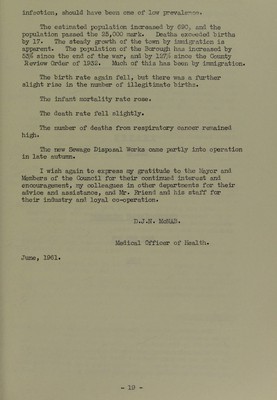 infection, should have been one of low prevalence.
The estimated population increased by 690, and the
population passed the 25,000 mark. Deaths exceeded births
by 17. The steady growth of the town by immigration is
apparent. The population of the Borough has increased by
55% since the end of the war, and by 127% since the County
Review Order of 1932. Much of this has been by immigration.
The birth rate again fell, but there was a further
slight rise in the number of illegitimate births.
The infant mortality rate rose.
The death rate fell slightly.
The number of deaths from respiratory cancer remained
high.
The new Sewage Disposal Works came partly into operation
in late autumn.
I wish again to express my gratitude to the Mayor and
Members of the Council for their continued interest and
encouragement, my colleagues in other departments for their
advice and assistance, and Mr. Friend and his staff for
their industry and loyal co-operation.
D.J.N. McNAB.
Medical Officer of Health.
June, 1961.
- 19 -